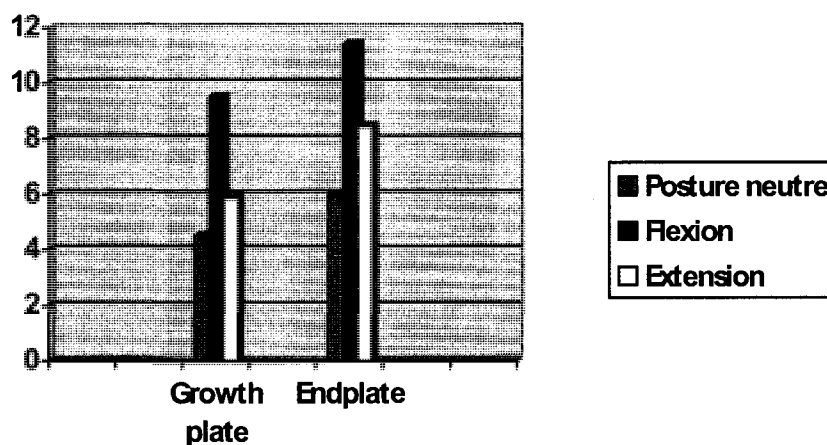 12
10
8
6
4
2
0
Growth
plate
Endplate
Posture neutre
Flexion
Extension